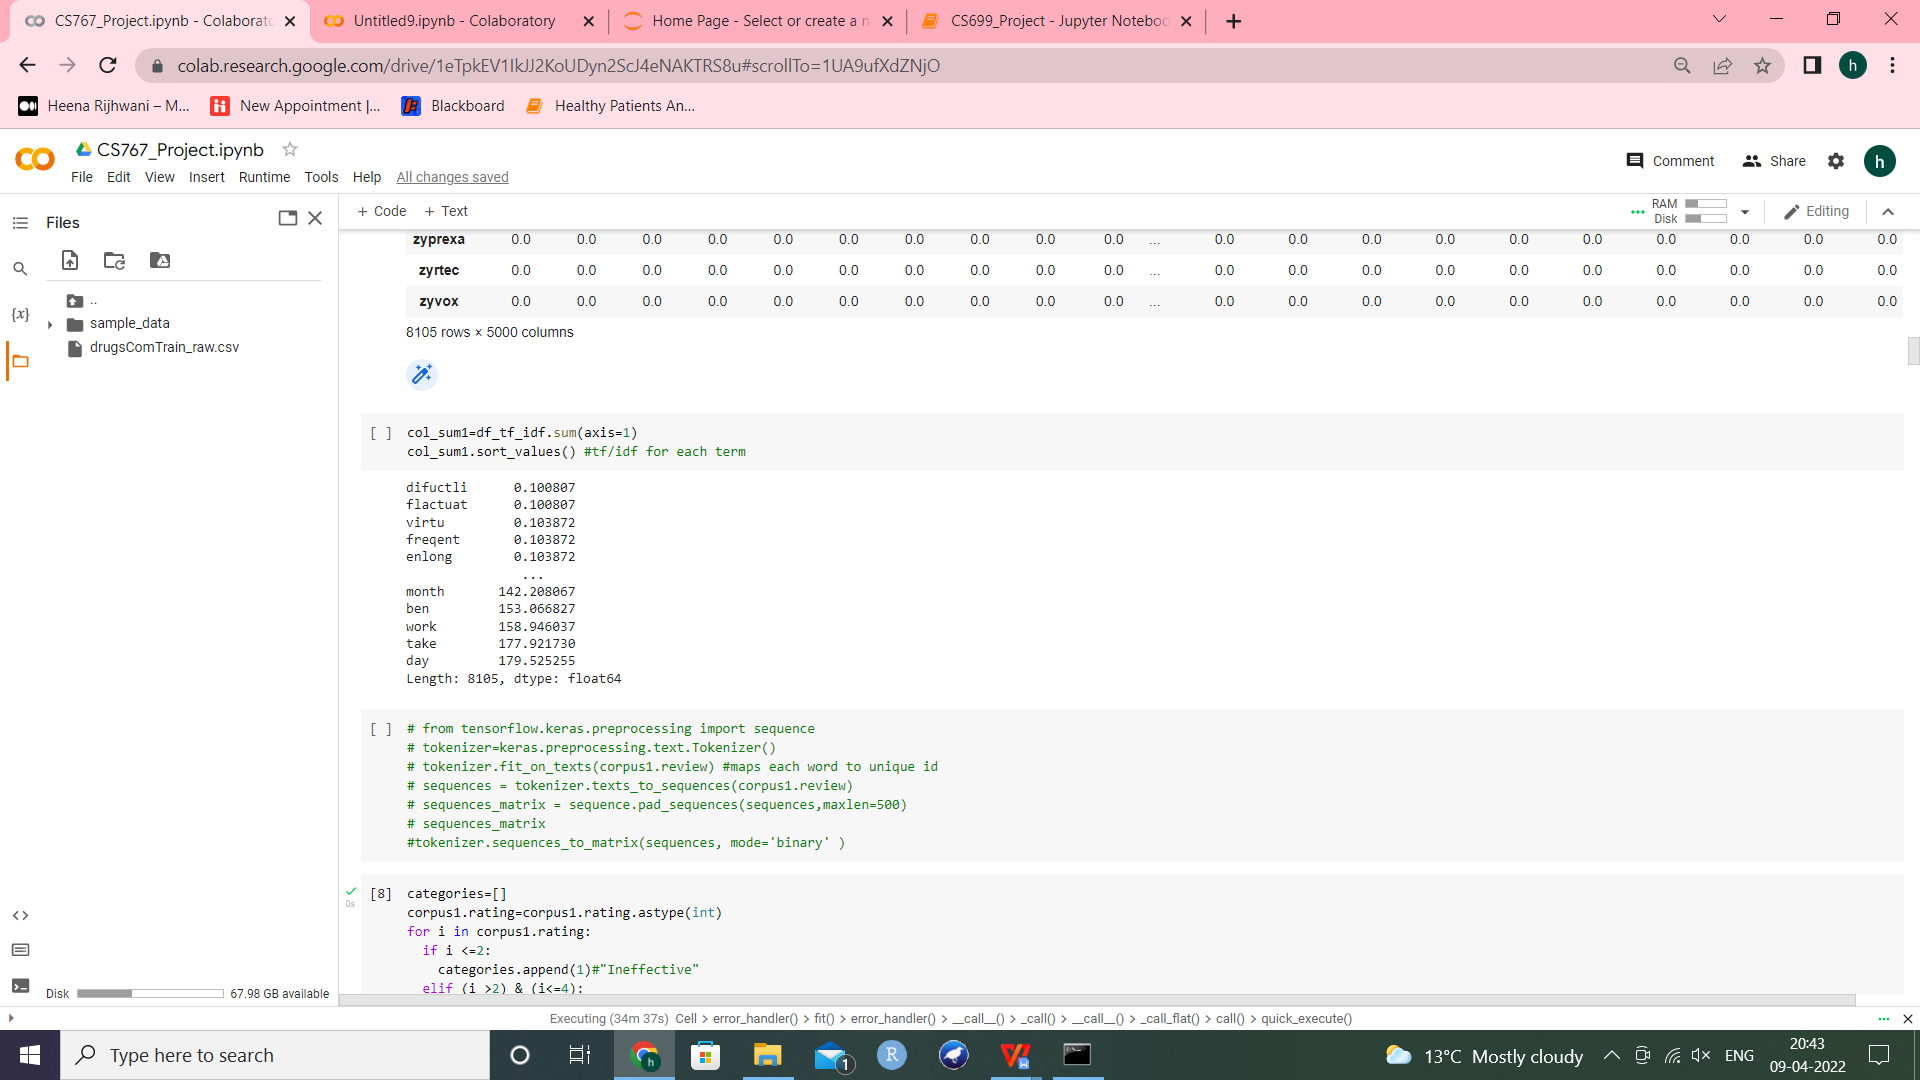 CS767_Project.ipynb - Colaborato
Untitled9.ipynb - Colaboratory
Home Page - Select or create a n
CS699_Project - Jupyter Noteboo
colab.research.google.com/drive/1eTpkEV1IkJJ2KoUDyn2ScJ4eNAKTRS8u#scrollTo=1UA9ufXdZNjO
h
Heena Rijhwani – M...
New Appointment |...
Blackboard
Healthy Patients An...
CS767_Project.ipynb
File Edit View Insert Runtime Tools Help All changes saved
Comment Share h
Files
+ Code + Text
RAM
Disk
Editing
zyprexa 0.0 0.0 0.0 0.0 0.0 0.0 0.0 0.0 0.0 0.0 ... 0.0 0.0 0.0 0.0 0.0 0.0 0.0 0.0 0.0 0.0
zyrtec 0.0 0.0 0.0 0.0 0.0 0.0 0.0 0.0 0.0 0.0 ... 0.0 0.0 0.0 0.0 0.0 0.0 0.0 0.0 0.0 0.0
zyvox 0.0 0.0 0.0 0.0 0.0 0.0 0.0 0.0 0.0 0.0 ... 0.0 0.0 0.0 0.0 0.0 0.0 0.0 0.0 0.0 0.0
8105 rows × 5000 columns
..
sample_data
drugsComTrain_raw.csv
{x}
[ ] col_sum1=df_tf_idf.sum(axis=1)
col_sum1.sort_values() #tf/idf for each term
difuctli 0.100807
flactuat 0.100807
virtu 0.103872
freqent 0.103872
enlong 0.103872
...
month 142.208067
ben 153.066827
work 158.946037
take 177.921730
day 179.525255
Length: 8105, dtype: float64
[ ] # from tensorflow.keras.preprocessing import sequence
# tokenizer=keras.preprocessing.text.Tokenizer()
# tokenizer.fit_on_texts(corpus1.review) #maps each word to unique id
# sequences = tokenizer.texts_to_sequences(corpus1.review)
# sequences_matrix = sequence.pad_sequences(sequences,maxlen=500)
# sequences_matrix
#tokenizer.sequences_to_matrix(sequences, mode='binary' )
0s
[8] categories=[]
corpus1.rating=corpus1.rating.astype(int)
for i in corpus1.rating:
if i <=2:
categories.append(1)#"Ineffective"
elif (i >2) & (i<=4):
Disk 67.98 GB available
Executing (34m 37s) Cell > error_handler() > fit() > error_handler() > __call__() > _call() > __call__() > _call_flat() > call() > quick_execute()
Type here to search
1
R
13°C Mostly cloudy
ENG
20:43
09-04-2022